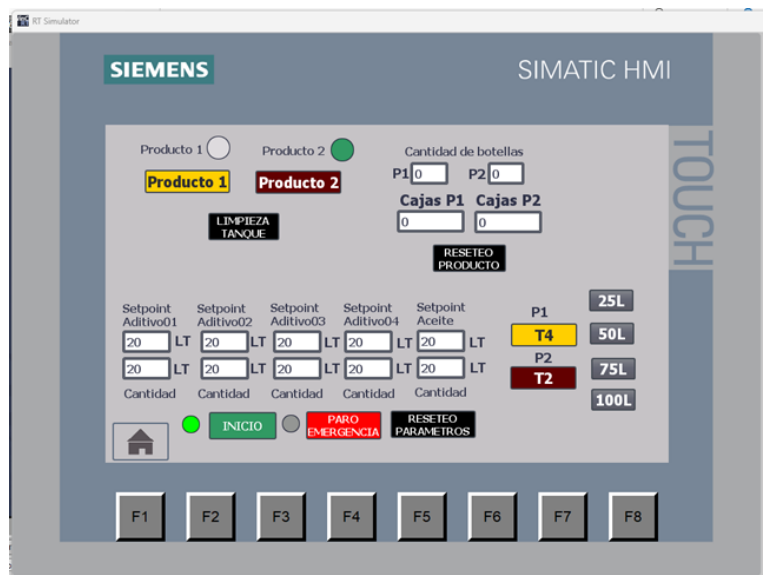 RT Simulator
SIEMENS
SIMATIC HMI
TOUCH
Producto 1
Producto 2
Cantidad de botellas
Producto 1
Producto 2
P1 0
P2 0
Cajas P1
Cajas P2
0
0
LIMPIEZA
TANQUE
RESETEO
PRODUCTO
Setpoint
Aditivo01
Setpoint
Aditivo02
Setpoint
Aditivo03
Setpoint
Aditivo04
Setpoint
Aceite
20 LT
20 LT
20 LT
20 LT
20 LT
20 LT
20 LT
20 LT
20 LT
20 LT
Cantidad
Cantidad
Cantidad
Cantidad
Cantidad
P1
T4
P2
T2
25L
50L
75L
100L
INICIO
PARO
EMERGENCIA
RESETEO
PARAMETROS
F1
F2
F3
F4
F5
F6
F7
F8